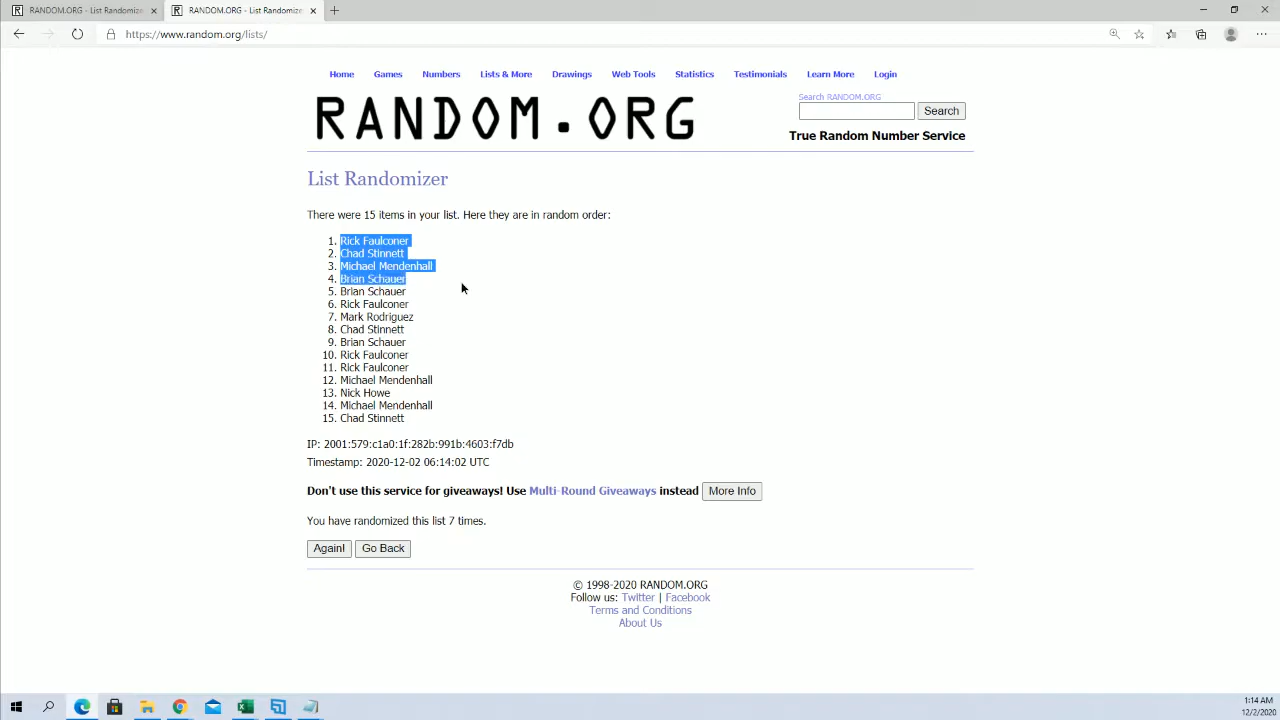 RANDOM.ORG - List Randomize
RANDOM.ORG - List Randomize
https://www.random.org/lists/
Home Games Numbers Lists & More Drawings Web Tools Statistics Testimonials Learn More Login
Search RANDOM.ORG
RANDOM.ORG
Search
True Random Number Service
List Randomizer
There were 15 items in your list. Here they are in random order:
1. Rick Faulconer
2. Chad Stinnett
3. Michael Mendenhall
4. Brian Schauer
5. Brian Schauer
6. Rick Faulconer
7. Mark Rodriguez
8. Chad Stinnett
9. Brian Schauer
10. Rick Faulconer
11. Rick Faulconer
12. Michael Mendenhall
13. Nick Howe
14. Michael Mendenhall
15. Chad Stinnett
IP: 2001:579:c1a0:1f:282b:991b:4603:f7db
Timestamp: 2020-12-02 06:14:02 UTC
Don't use this service for giveaways! Use Multi-Round Giveaways instead More Info
You have randomized this list 7 times.
Again! Go Back
© 1998-2020 RANDOM.ORG
Follow us: Twitter | Facebook
Terms and Conditions
About Us
1:14 AM
12/2/2020